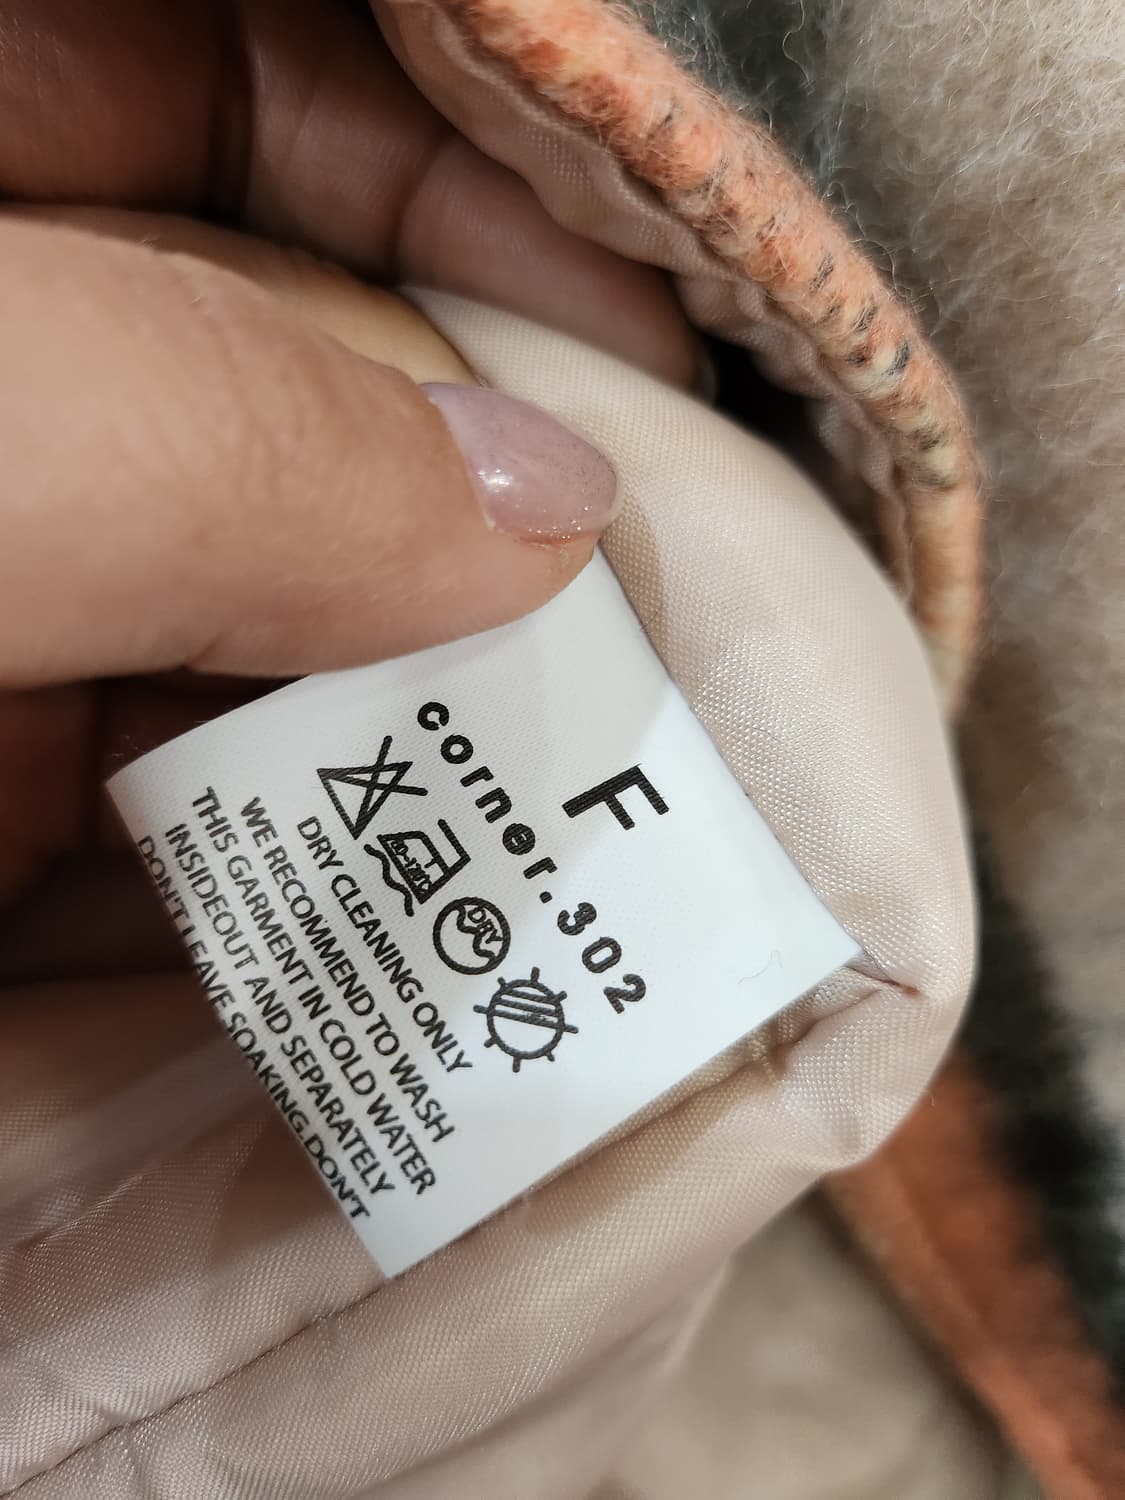 F
corner.302
DRY
DRY CLEANING ONLY
WE RECOMMEND TO WASH
THIS GARMENT IN COLD WATER
INSIDEOUT AND SEPARATELY
DON'T LEAVE SOAKING.DON'T